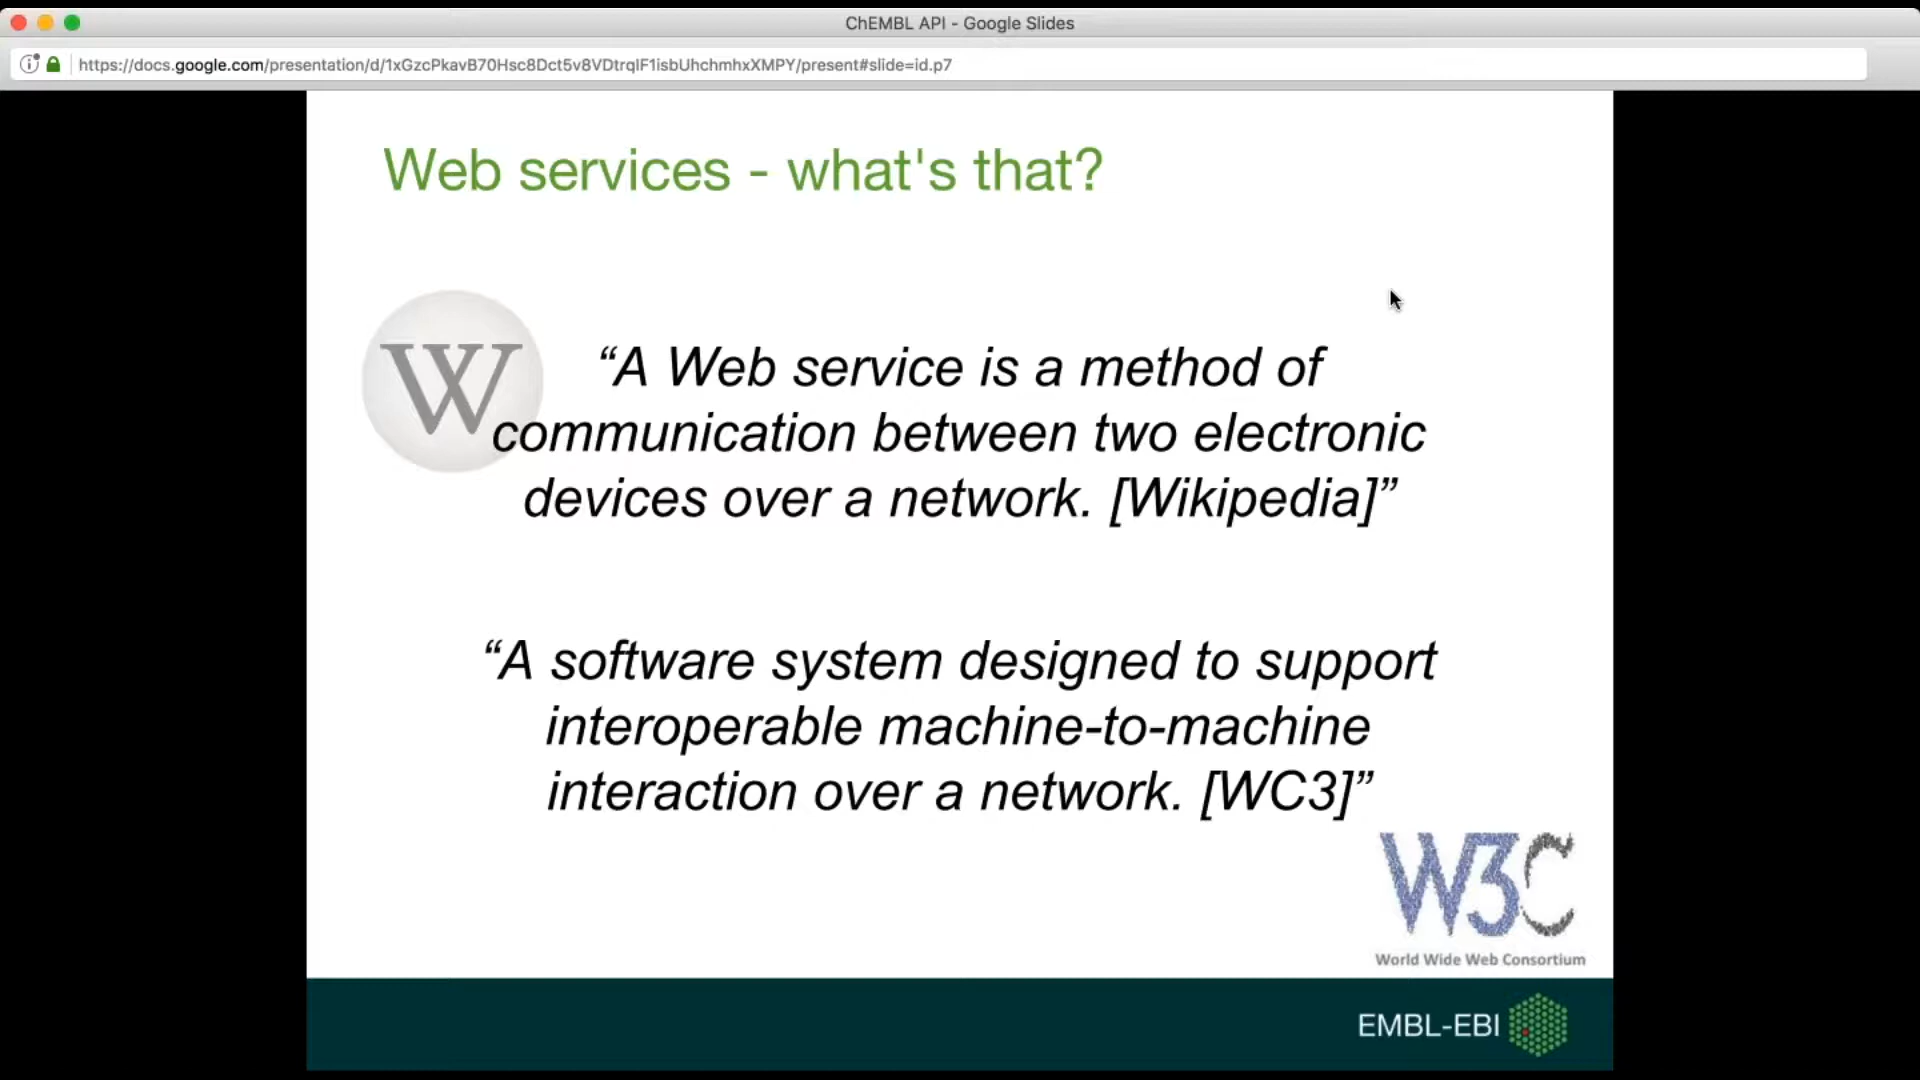 ChEMBL API - Google Slides
https://docs.google.com/presentation/d/1xGzcPkavB70Hsc8Dct5v8VDtrqlF1isbUhchmhxXMPY/present#slide=id.p7
Web services - what's that?
W
“A Web service is a method of
communication between two electronic
devices over a network. [Wikipedia]”
“A software system designed to support
interoperable machine-to-machine
interaction over a network. [WC3]”
W3C
World Wide Web Consortium
EMBL-EBI